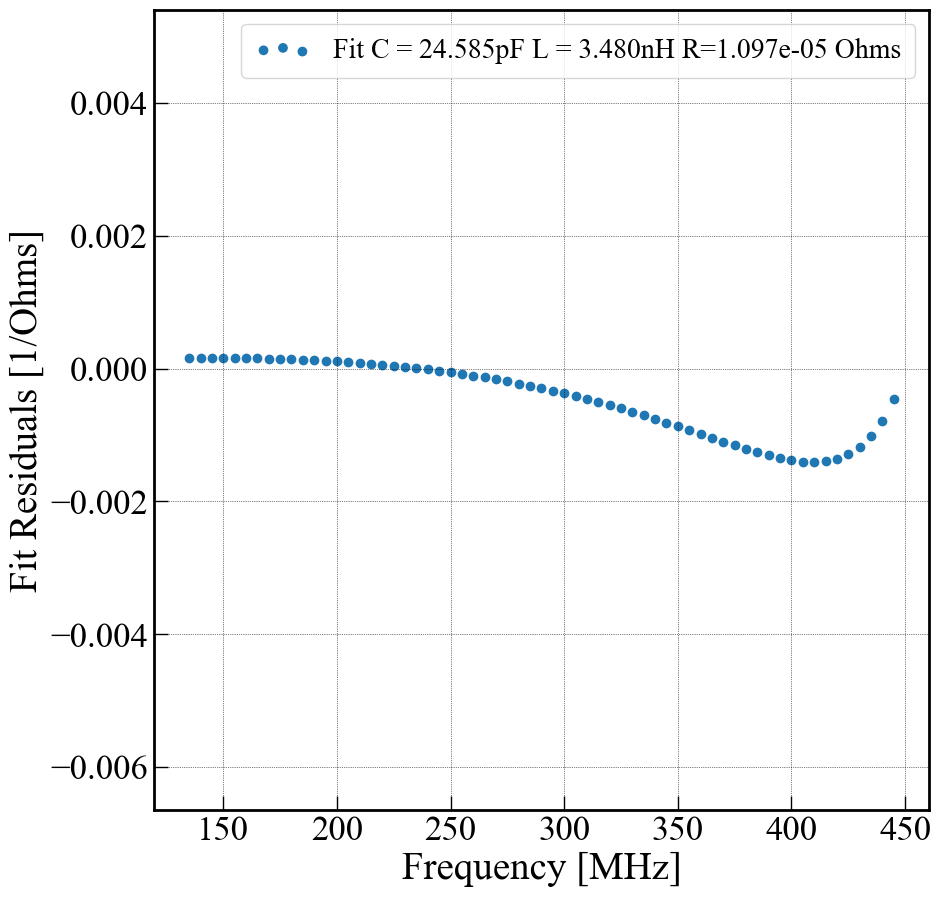 Fit C = 24.585pF L = 3.480nH R=1.097e-05 Ohms
0.004
0.002
0.000
−0.002
−0.004
−0.006
Fit Residuals [1/Ohms]
150 200 250 300 350 400 450
Frequency [MHz]